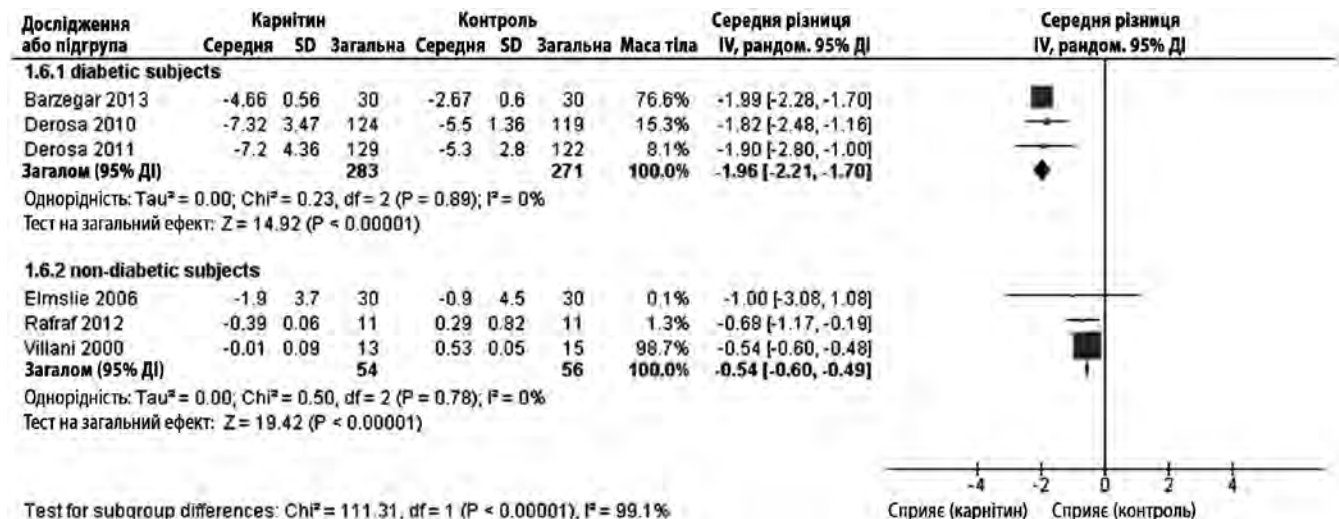 Дослідження або підгрупа Карнітин Контроль Середня різниця Середня різниця
Середня SD Загальна Середня SD Загальна Маса тіла IV, рандом. 95% ДІ IV, рандом. 95% ДІ
1.6.1 diabetic subjects
Barzegar 2013 -4.66 0.56 30 -2.67 0.6 30 76.6% -1.99 [-2.28, -1.70]
Derosa 2010 -7.32 3.47 124 -5.5 1.36 119 15.3% -1.82 [-2.48, -1.16]
Derosa 2011 -7.2 4.36 129 -5.3 2.8 122 8.1% -1.90 [-2.80, -1.00]
Загалом (95% ДІ) 283 271 100.0% -1.96 [-2.21, -1.70]
Однорідність: Tau² = 0.00; Chi² = 0.23, df = 2 (P = 0.89); I² = 0%
Тест на загальний ефект: Z = 14.92 (P < 0.00001)
1.6.2 non-diabetic subjects
Elmslie 2006 -1.9 3.7 30 -0.9 4.5 30 0.1% -1.00 [-3.08, 1.08]
Rafraf 2012 -0.39 0.06 11 0.29 0.82 11 1.3% -0.68 [-1.17, -0.19]
Villani 2000 -0.01 0.09 13 0.53 0.05 15 98.7% -0.54 [-0.60, -0.48]
Загалом (95% ДІ) 54 56 100.0% -0.54 [-0.60, -0.49]
Однорідність: Tau² = 0.00; Chi² = 0.50, df = 2 (P = 0.78); I² = 0%
Тест на загальний ефект: Z = 19.42 (P < 0.00001)
-4 -2 0 2 4
Test for subgroup differences: Chi² = 111.31, df = 1 (P < 0.00001), I² = 99.1% Сприяє (карнітин) Сприяє (контроль)